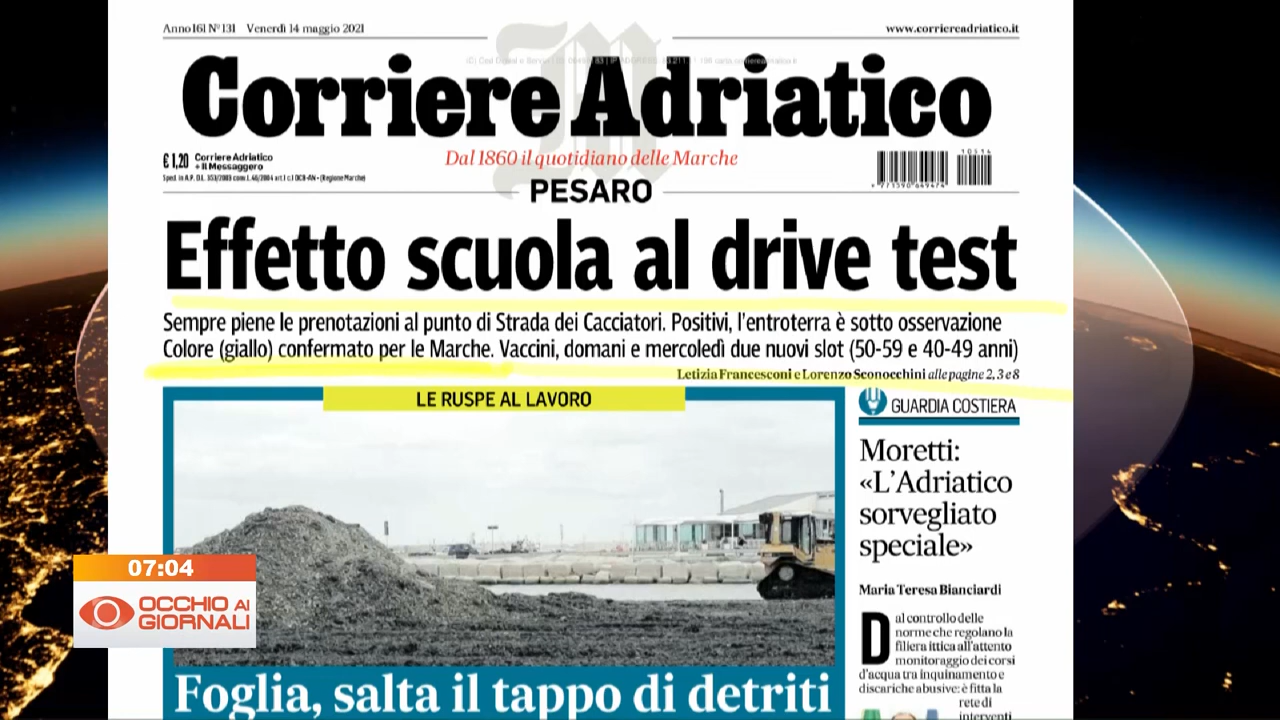 Anno 161 N° 131 Venerdì 14 maggio 2021
www.corriereadriatico.it
Corriere Adriatico
€ 1,20
Corriere Adriatico
+ Il Messaggero
Dal 1860 il quotidiano delle Marche
PESARO
Effetto scuola al drive test
Sempre piene le prenotazioni al punto di Strada dei Cacciatori. Positivi, l'entroterra è sotto osservazione
Colore (giallo) confermato per le Marche. Vaccini, domani e mercoledì due nuovi slot (50-59 e 40-49 anni)
Letizia Francesconi e Lorenzo Sconocchini alle pagine 2, 3 e 8
LE RUSPE AL LAVORO
Foglia, salta il tappo di detriti
GUARDIA COSTIERA
Moretti:
«L'Adriatico
sorvegliato
speciale»
Maria Teresa Bianciardi
Dal controllo delle
norme che regolano la
filiera ittica all'attento
monitoraggio dei corsi
d'acqua tra inquinamento e
discariche abusive: è fitta la
rete di
interventi
07:04
OCCHIO AI
GIORNALI